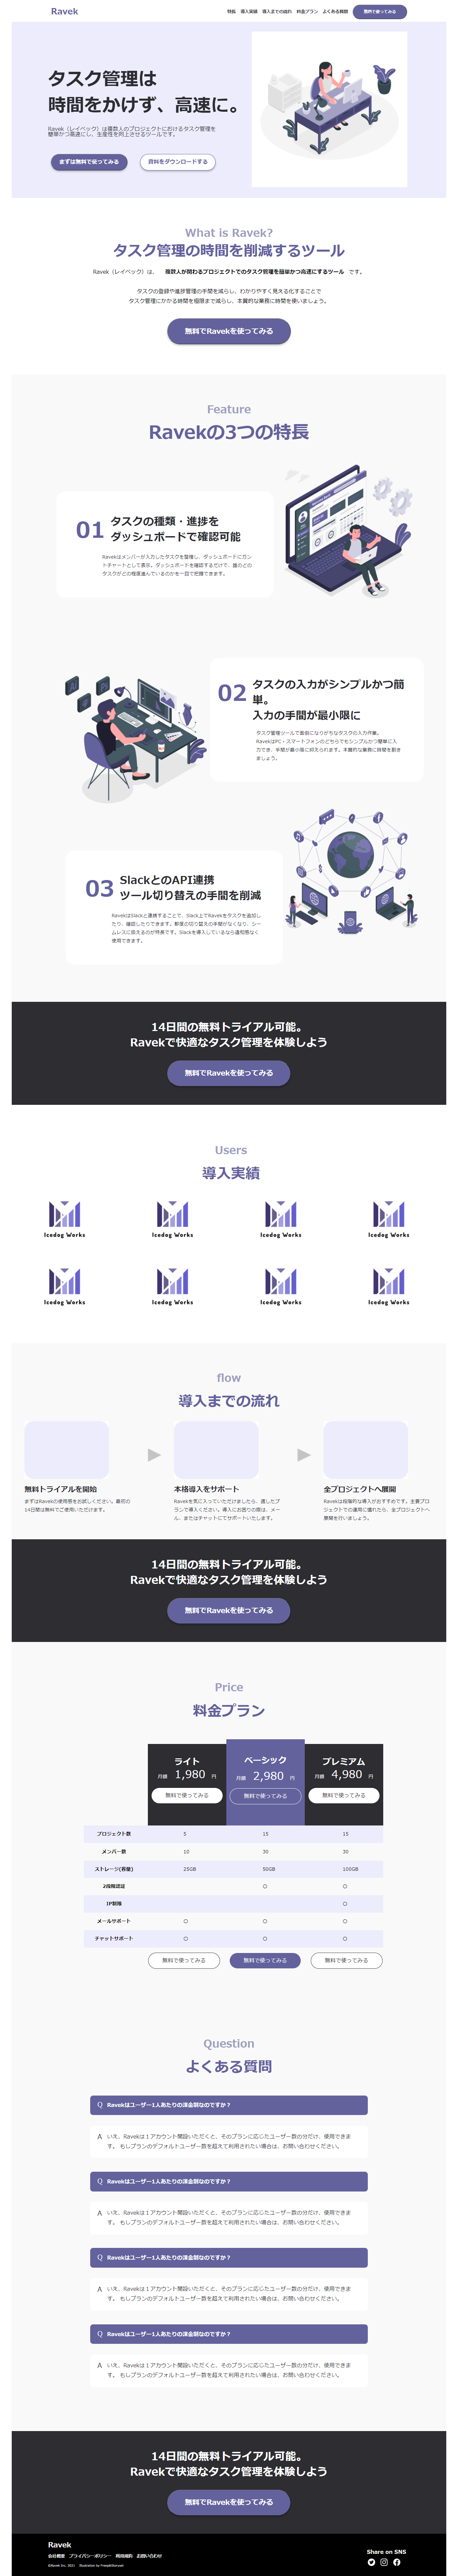 Ravek
特長 導入実績 導入までの流れ 料金プラン よくある質問 無料で使ってみる
タスク管理は
時間をかけず、高速に。
Ravek（レイベック）は複数人のプロジェクトにおけるタスク管理を
簡単かつ高速にし、生産性を向上させるツールです。
まずは無料で使ってみる 資料をダウンロードする
What is Ravek?
タスク管理の時間を削減するツール
Ravek（レイベック）は、 複数人が関わるプロジェクトでのタスク管理を簡単かつ高速にするツール です。
タスクの登録や進捗管理の手間を減らし、わかりやすく見える化することで
タスク管理にかかる時間を極限まで減らし、本質的な業務に時間を使いましょう。
無料でRavekを使ってみる
Feature
Ravekの3つの特長
01 タスクの種類・進捗を
ダッシュボードで確認可能
Ravekはメンバーが入力したタスクを整理し、ダッシュボードにガン
トチャートとして表示。ダッシュボードを確認するだけで、誰のどの
タスクがどの程度進んでいるのかを一目で把握できます。
02 タスクの入力がシンプルかつ簡
単。
入力の手間が最小限に
タスク管理ツールで面倒になりがちなタスクの入力作業。
RavekはPC・スマートフォンのどちらでもシンプルかつ簡単に入
力でき、手間が最小限に抑えられます。本質的な業務に時間を割き
ましょう。
03 SlackとのAPI連携
ツール切り替えの手間を削減
RavekはSlackと連携することで、Slack上でRavekをタスクを追加し
たり、確認したりできます。都度の切り替えの手間がなくなり、シー
ムレスに扱えるのが特長です。Slackを導入しているなら違和感なく
使用できます。
14日間の無料トライアル可能。
Ravekで快適なタスク管理を体験しよう
無料でRavekを使ってみる
Users
導入実績
Icedog Works Icedog Works Icedog Works Icedog Works
Icedog Works Icedog Works Icedog Works Icedog Works
flow
導入までの流れ
無料トライアルを開始
まずはRavekの使用感をお試しください。最初の
14日間は無料でご使用いただけます。
本格導入をサポート
Ravekを気に入っていただけましたら、適したプ
ランで導入ください。導入にお困りの際は、メー
ル、またはチャットにてサポートいたします。
全プロジェクトへ展開
Ravekは段階的な導入がおすすめです。主要プロ
ジェクトでの運用に慣れたら、全プロジェクトへ
展開を行いましょう。
14日間の無料トライアル可能。
Ravekで快適なタスク管理を体験しよう
無料でRavekを使ってみる
Price
料金プラン
ライト ベーシック プレミアム
月額 1,980 円 月額 2,980 円 月額 4,980 円
無料で使ってみる 無料で使ってみる 無料で使ってみる
プロジェクト数 5 15 15
メンバー数 10 30 30
ストレージ(容量) 25GB 50GB 100GB
2段階認証 〇 〇
IP制限 〇
メールサポート 〇 〇 〇
チャットサポート 〇 〇 〇
無料で使ってみる 無料で使ってみる 無料で使ってみる
Question
よくある質問
Q Ravekはユーザー1人あたりの課金制なのですか？
A いえ、Ravekは１アカウント開設いただくと、そのプランに応じたユーザー数の分だけ、使用できま
す。 もしプランのデフォルトユーザー数を超えて利用されたい場合は、お問い合わせください。
Q Ravekはユーザー1人あたりの課金制なのですか？
A いえ、Ravekは１アカウント開設いただくと、そのプランに応じたユーザー数の分だけ、使用できま
す。 もしプランのデフォルトユーザー数を超えて利用されたい場合は、お問い合わせください。
Q Ravekはユーザー1人あたりの課金制なのですか？
A いえ、Ravekは１アカウント開設いただくと、そのプランに応じたユーザー数の分だけ、使用できま
す。 もしプランのデフォルトユーザー数を超えて利用されたい場合は、お問い合わせください。
Q Ravekはユーザー1人あたりの課金制なのですか？
A いえ、Ravekは１アカウント開設いただくと、そのプランに応じたユーザー数の分だけ、使用できま
す。 もしプランのデフォルトユーザー数を超えて利用されたい場合は、お問い合わせください。
14日間の無料トライアル可能。
Ravekで快適なタスク管理を体験しよう
無料でRavekを使ってみる
Ravek
会社概要 プライバシーポリシー 利用規約 お問い合わせ
©Ravek Inc. 2021 Illustration by Freepik
Share on SNS